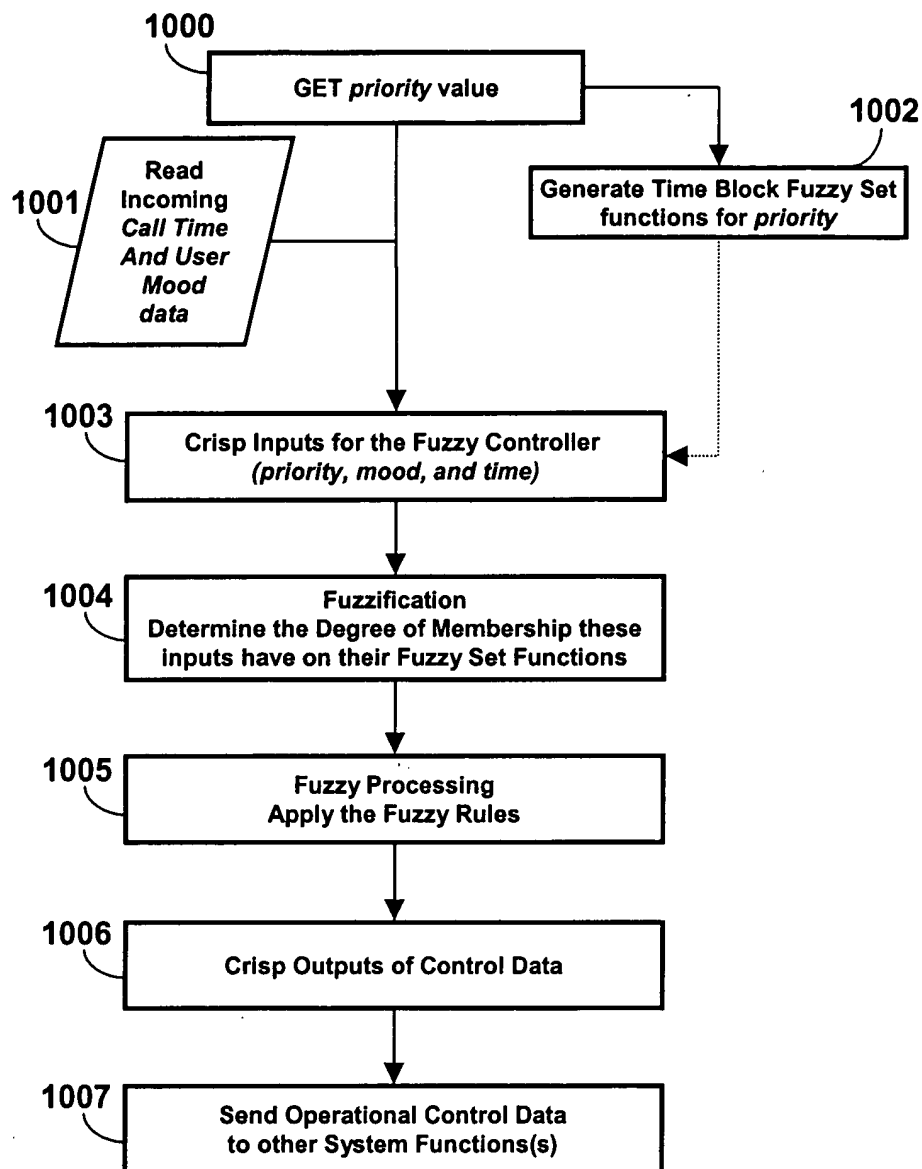 1000
GET priority value
1002
Generate Time Block Fuzzy Set
functions for priority
1001
Read
Incoming
Call Time
And User
Mood
data
1003
Crisp Inputs for the Fuzzy Controller
(priority, mood, and time)
1004
Fuzzification
Determine the Degree of Membership these
inputs have on their Fuzzy Set Functions
1005
Fuzzy Processing
Apply the Fuzzy Rules
1006
Crisp Outputs of Control Data
1007
Send Operational Control Data
to other System Functions(s)